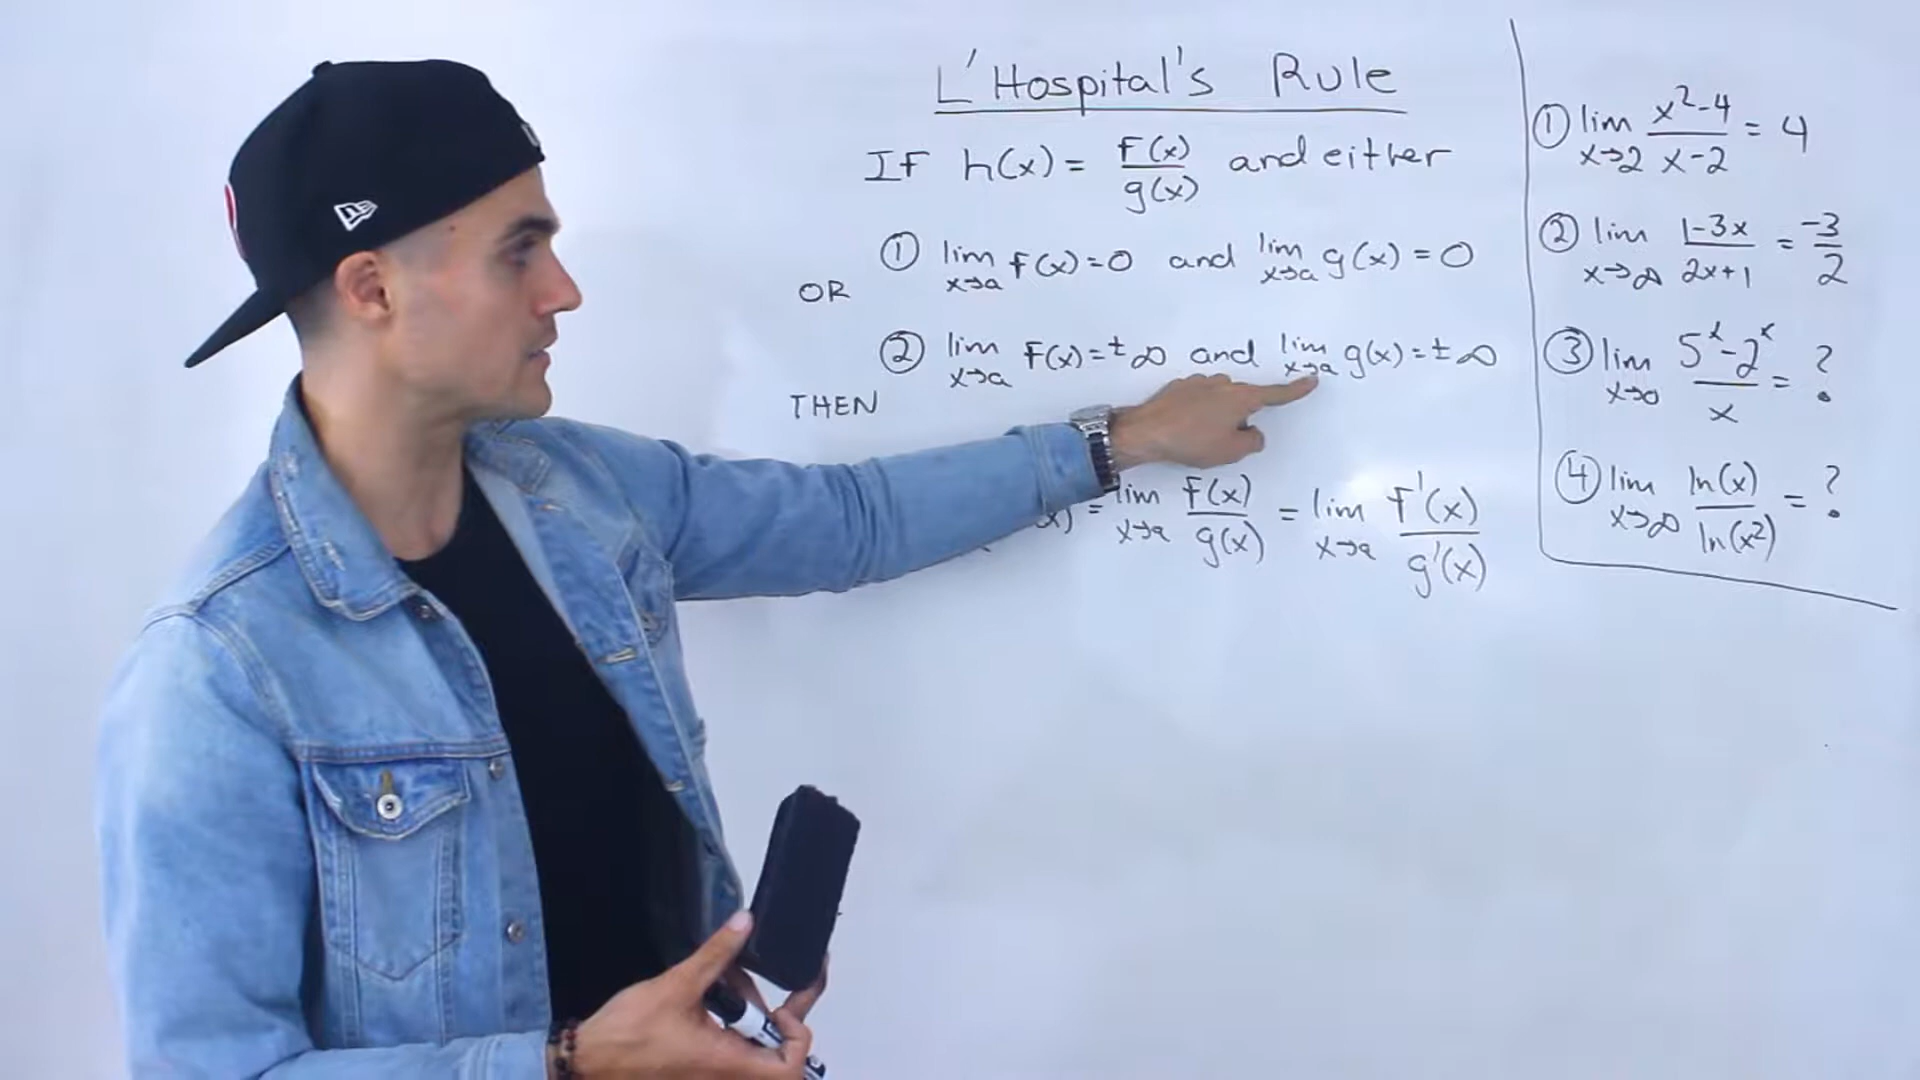 L'Hospital's Rule
IF h(x) = F(x)/g(x) and either
① lim x→a F(x)=0 and lim x→a g(x)=0
OR
② lim x→a F(x)=±∞ and lim x→a g(x)=±∞
THEN
x) = lim x→a F(x)/g(x) = lim x→a F'(x)/g'(x)
① lim x→2 x²-4/x-2 = 4
② lim x→∞ 1-3x/2x+1 = -3/2
③ lim x→0 5ˣ-2ˣ/x = ?
④ lim x→∞ ln(x)/ln(x²) = ?